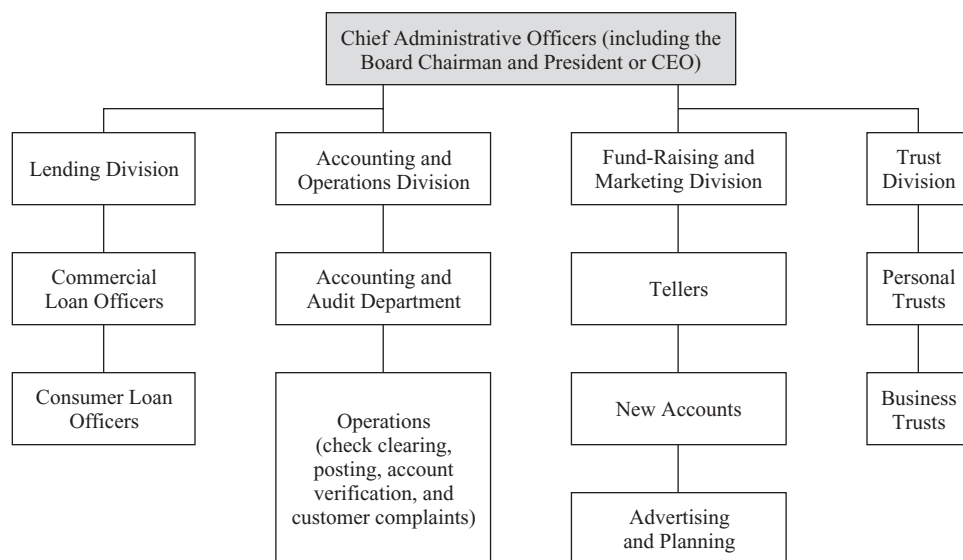 Chief Administrative Officers (including the
Board Chairman and President or CEO)
Lending Division
Accounting and
Operations Division
Fund-Raising and
Marketing Division
Trust
Division
Commercial
Loan Officers
Accounting and
Audit Department
Tellers
Personal
Trusts
Consumer Loan
Officers
Operations
(check clearing,
posting, account
verification, and
customer complaints)
New Accounts
Business
Trusts
Advertising
and Planning